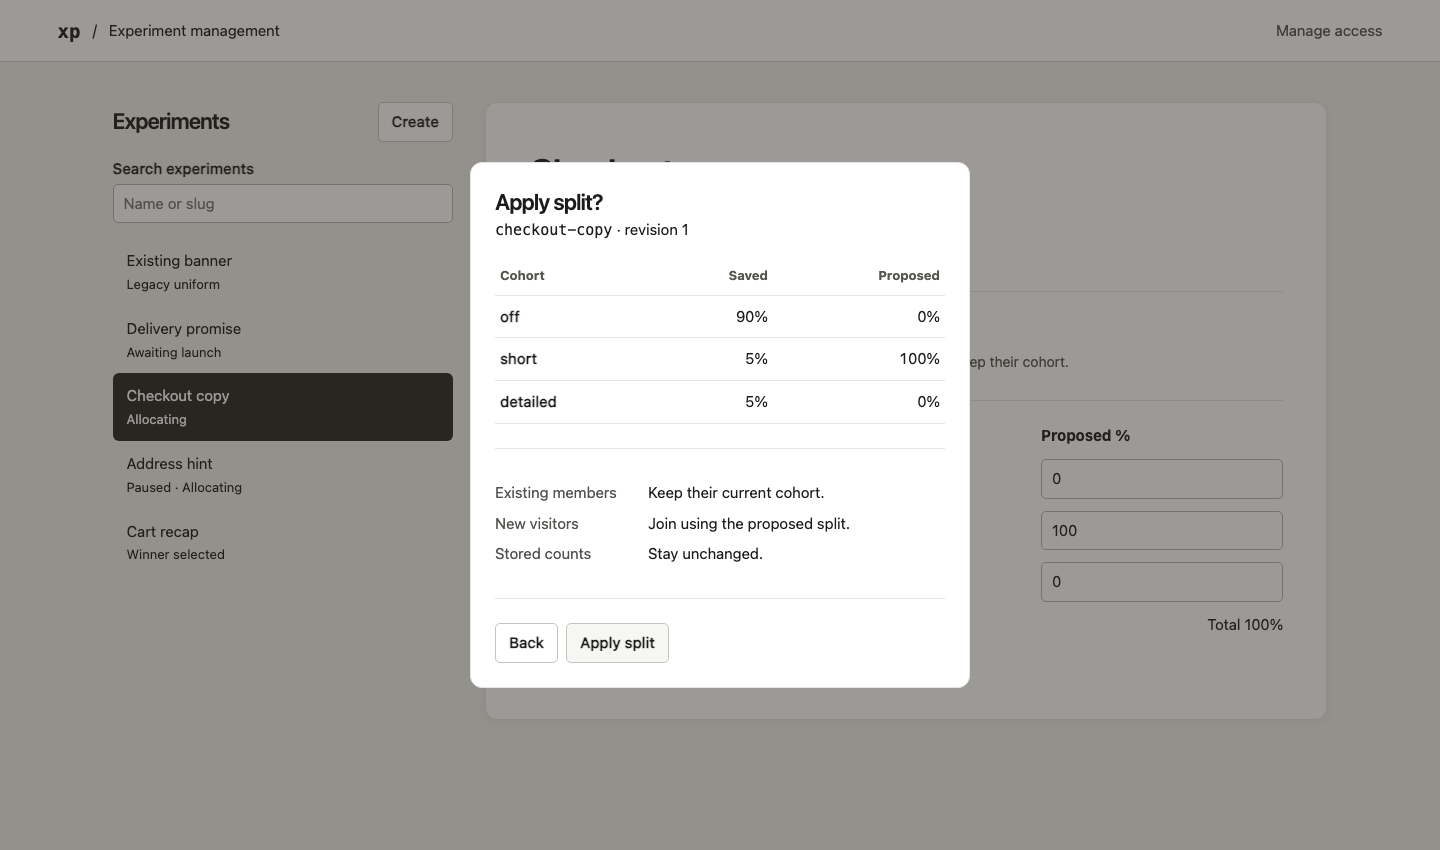 xp / Experiment management
Manage access
Experiments
Create
Search experiments
Name or slug
Existing banner
Legacy uniform
Delivery promise
Awaiting launch
Checkout copy
Allocating
Address hint
Paused · Allocating
Cart recap
Winner selected
Apply split?
checkout-copy · revision 1
Cohort Saved Proposed
off 90% 0%
short 5% 100%
detailed 5% 0%
Existing members Keep their current cohort.
New visitors Join using the proposed split.
Stored counts Stay unchanged.
Back
Apply split
their cohort.
Proposed %
0
100
0
Total 100%